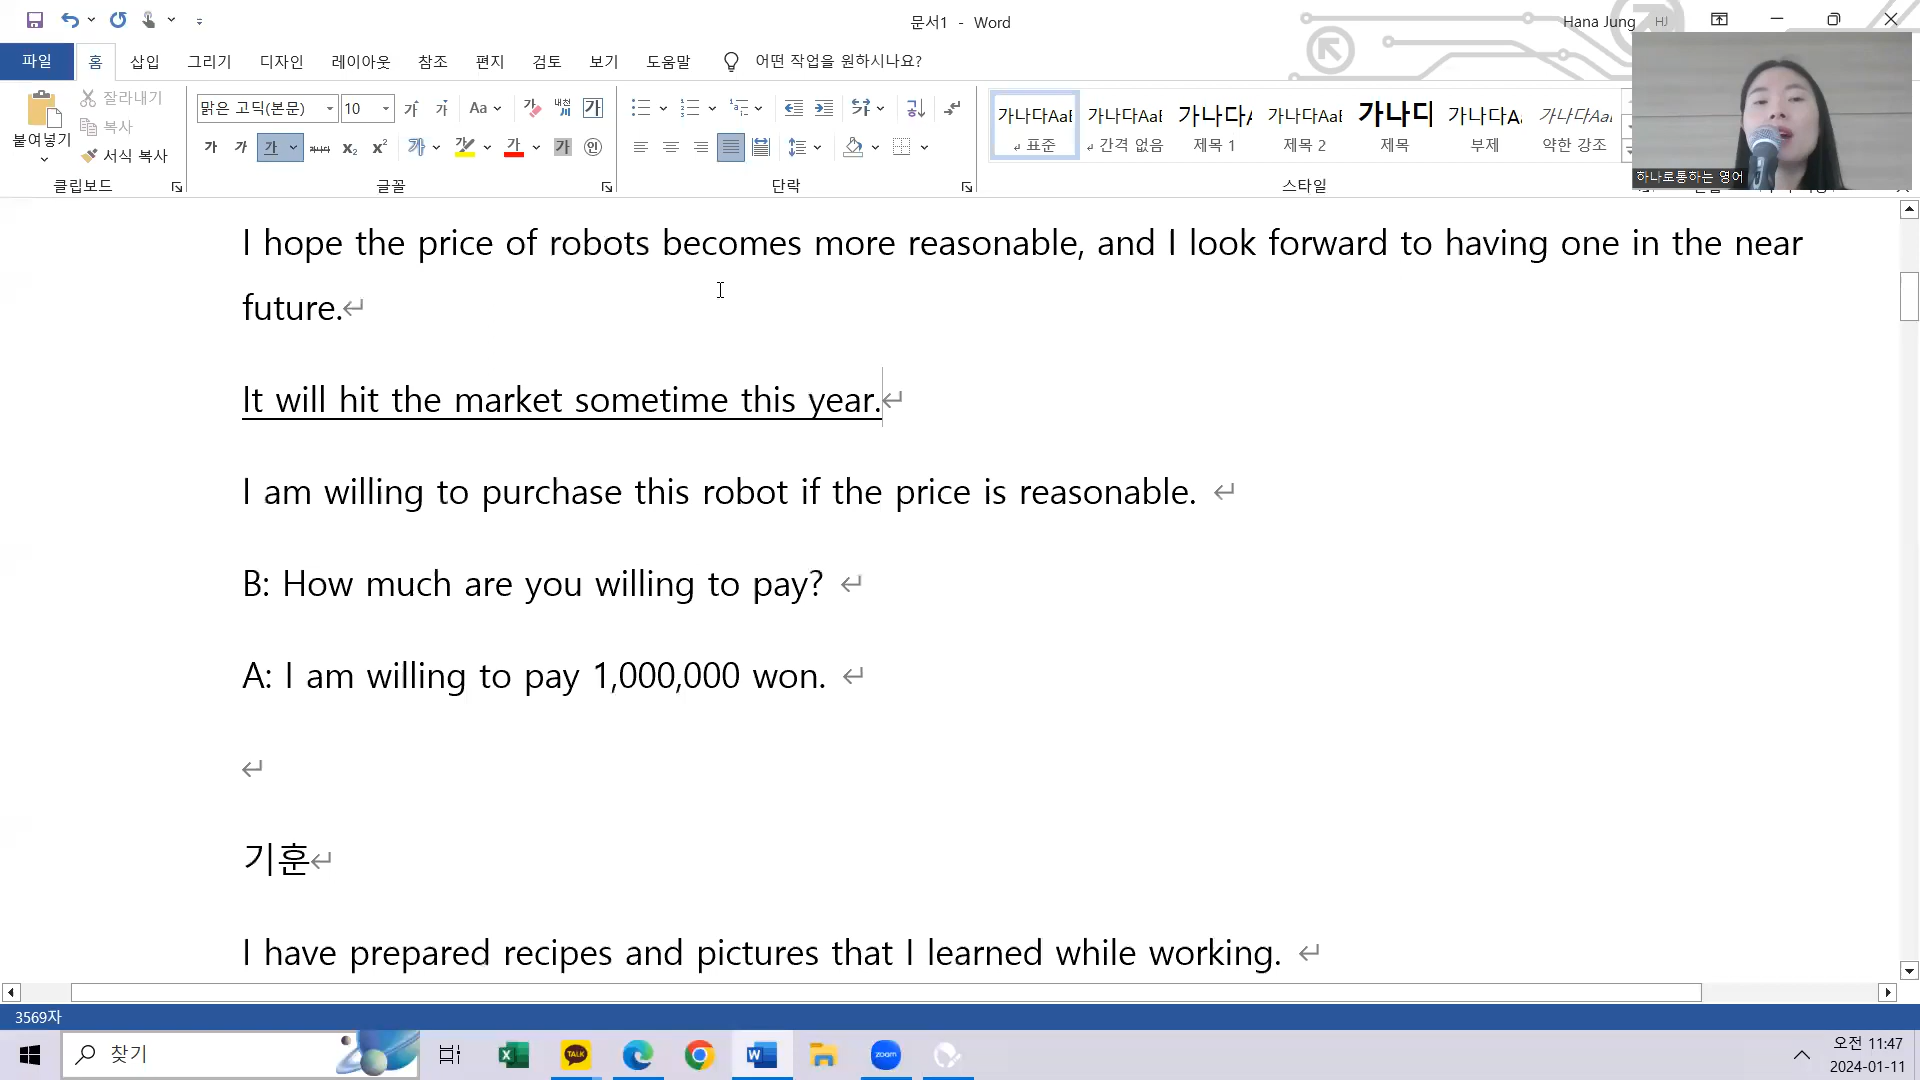 문서1 - Word
Hana Jung HJ
파일 홈 삽입 그리기 디자인 레이아웃 참조 편지 검토 보기 도움말 어떤 작업을 원하시나요?
붙여넣기
잘라내기
복사
서식 복사
클립보드
맑은 고딕(본문) 10
글꼴
단락
가나다AaB 가나다AaB 가나다A 가나다AaB 가나다 가나다Aa 가나다Aa
표준 간격 없음 제목 1 제목 2 제목 부제 약한 강조
스타일
하나로통하는 영어
I hope the price of robots becomes more reasonable, and I look forward to having one in the near
future.
It will hit the market sometime this year.
I am willing to purchase this robot if the price is reasonable.
B: How much are you willing to pay?
A: I am willing to pay 1,000,000 won.
기훈
I have prepared recipes and pictures that I learned while working.
3569자
찾기
TALK
zoom
오전 11:47
2024-01-11